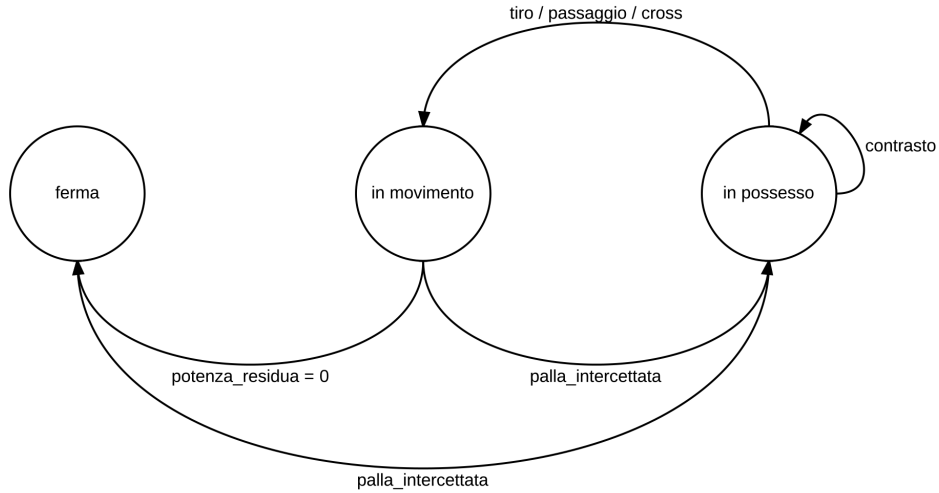 tiro / passaggio / cross
contrasto
ferma
in movimento
in possesso
potenza_residua = 0
palla_intercettata
palla_intercettata